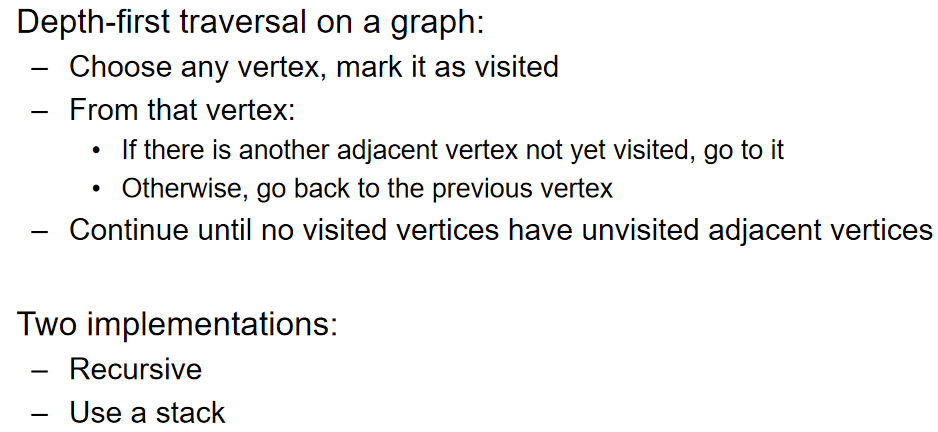 Depth-first traversal on a graph:
– Choose any vertex, mark it as visited
– From that vertex:
• If there is another adjacent vertex not yet visited, go to it
• Otherwise, go back to the previous vertex
– Continue until no visited vertices have unvisited adjacent vertices
Two implementations:
– Recursive
– Use a stack